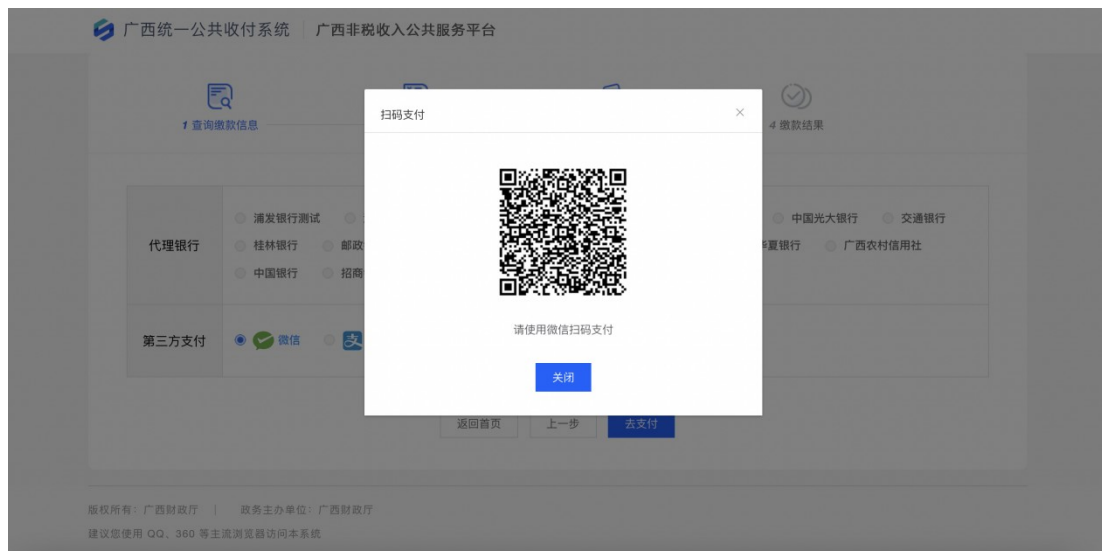 广西统一公共收付系统 广西非税收入公共服务平台
扫码支付
1 查询缴款信息
4 缴款结果
浦发银行测试
中国光大银行 交通银行
代理银行
桂林银行 邮政
夏银行 广西农村信用社
中国银行 招商
请使用微信扫码支付
第三方支付 微信 支
关闭
返回首页 上一步 去支付
版权所有：广西财政厅 | 政务主办单位：广西财政厅
建议您使用 QQ、360 等主流浏览器访问本系统